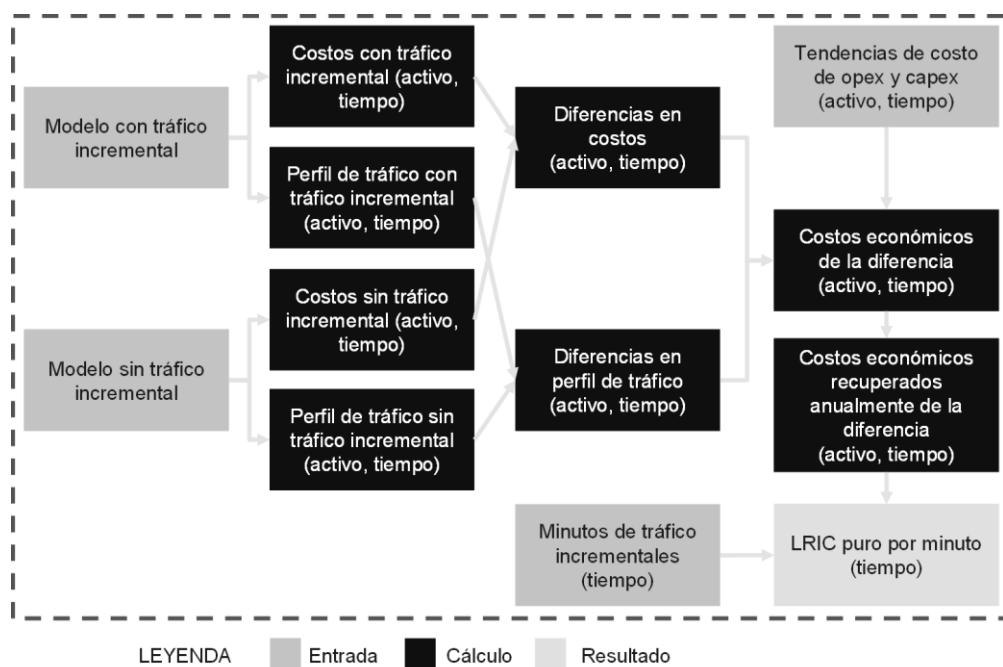 Modelo con tráfico
incremental
Modelo sin tráfico
incremental
Costos con tráfico
incremental (activo,
tiempo)
Perfil de tráfico con
tráfico incremental
(activo, tiempo)
Costos sin tráfico
incremental (activo,
tiempo)
Perfil de tráfico sin
tráfico incremental
(activo, tiempo)
Diferencias en
costos
(activo, tiempo)
Diferencias en
perfil de tráfico
(activo, tiempo)
Minutos de tráfico
incrementales
(tiempo)
Tendencias de costo
de opex y capex
(activo, tiempo)
Costos económicos
de la diferencia
(activo, tiempo)
Costos económicos
recuperados
anualmente de la
diferencia
(activo, tiempo)
LRIC puro por minuto
(tiempo)
LEYENDA
Entrada
Cálculo
Resultado